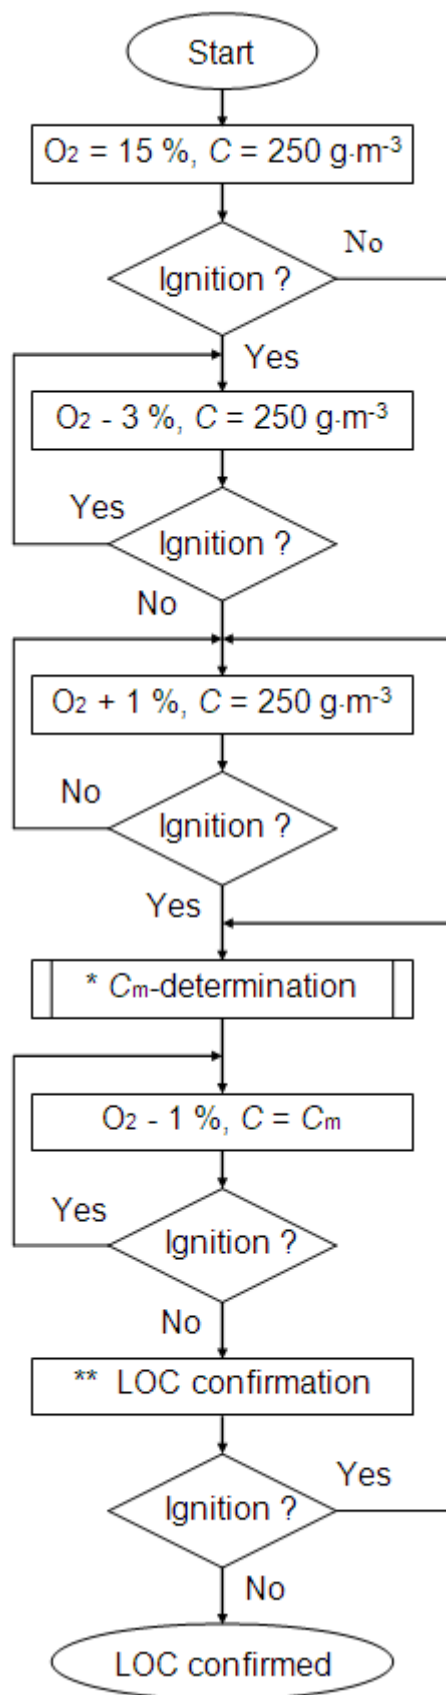 Start
O₂ = 15 %, C = 250 g·m⁻³
No
Ignition ?
Yes
O₂ - 3 %, C = 250 g·m⁻³
Yes
Ignition ?
No
O₂ + 1 %, C = 250 g·m⁻³
No
Ignition ?
Yes
* Cₘ-determination
O₂ - 1 %, C = Cₘ
Yes
Ignition ?
No
** LOC confirmation
Yes
Ignition ?
No
LOC confirmed